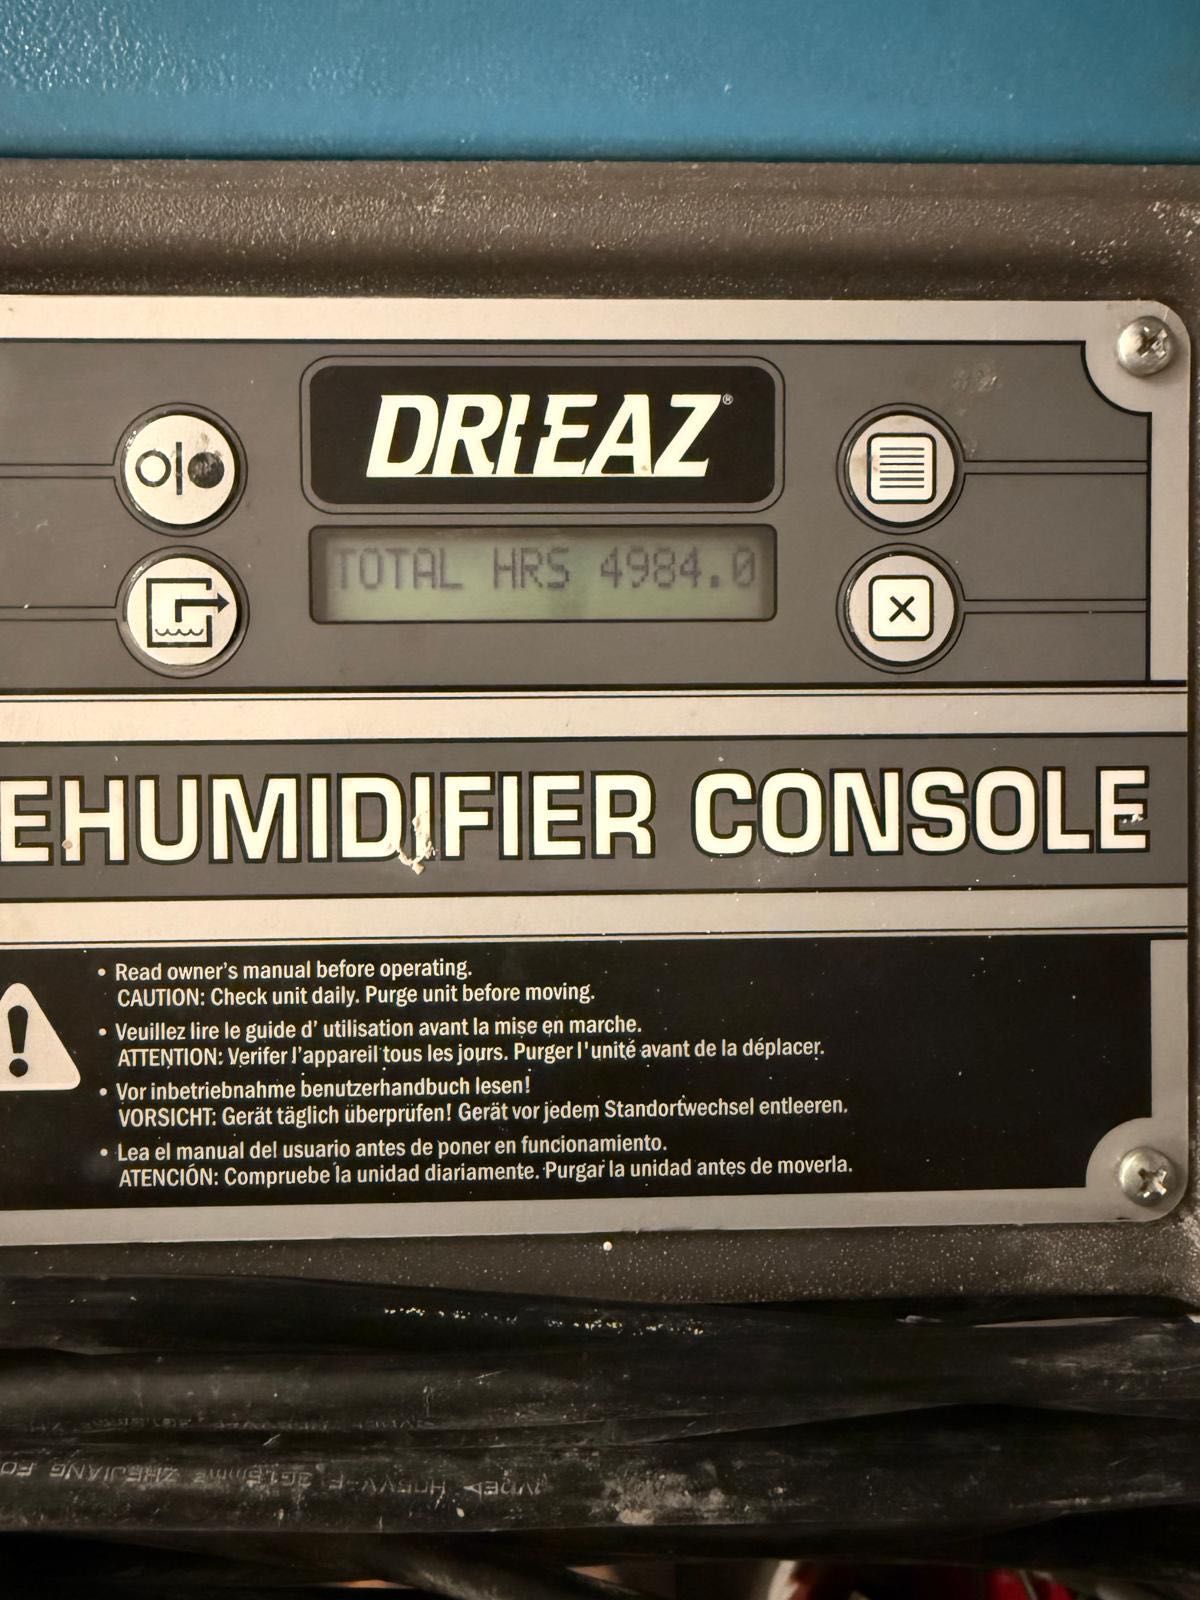 DRI-EAZ®
TOTAL HRS 4984.0
EHUMIDIFIER CONSOLE
• Read owner's manual before operating.
CAUTION: Check unit daily. Purge unit before moving.
• Veuillez lire le guide d' utilisation avant la mise en marche.
ATTENTION: Verifer l'appareil tous les jours. Purger l'unité avant de la déplacer.
• Vor inbetriebnahme benutzerhandbuch lesen!
VORSICHT: Gerät täglich überprüfen! Gerät vor jedem Standortwechsel entleeren.
• Lea el manual del usuario antes de poner en funcionamiento.
ATENCIÓN: Compruebe la unidad diariamente. Purgar la unidad antes de moverla.
ZHEJIANG